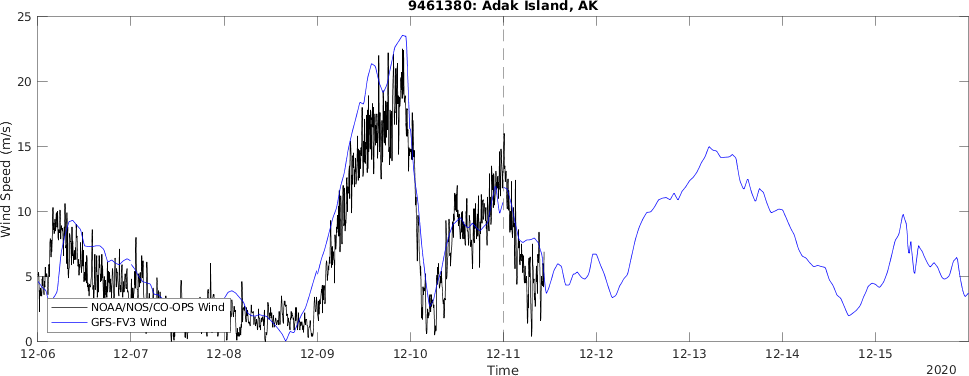 9461380: Adak Island, AK
25
20
15
10
5
0
Wind Speed (m/s)
NOAA/NOS/CO-OPS Wind
GFS-FV3 Wind
12-06 12-07 12-08 12-09 12-10 12-11 12-12 12-13 12-14 12-15
Time
2020